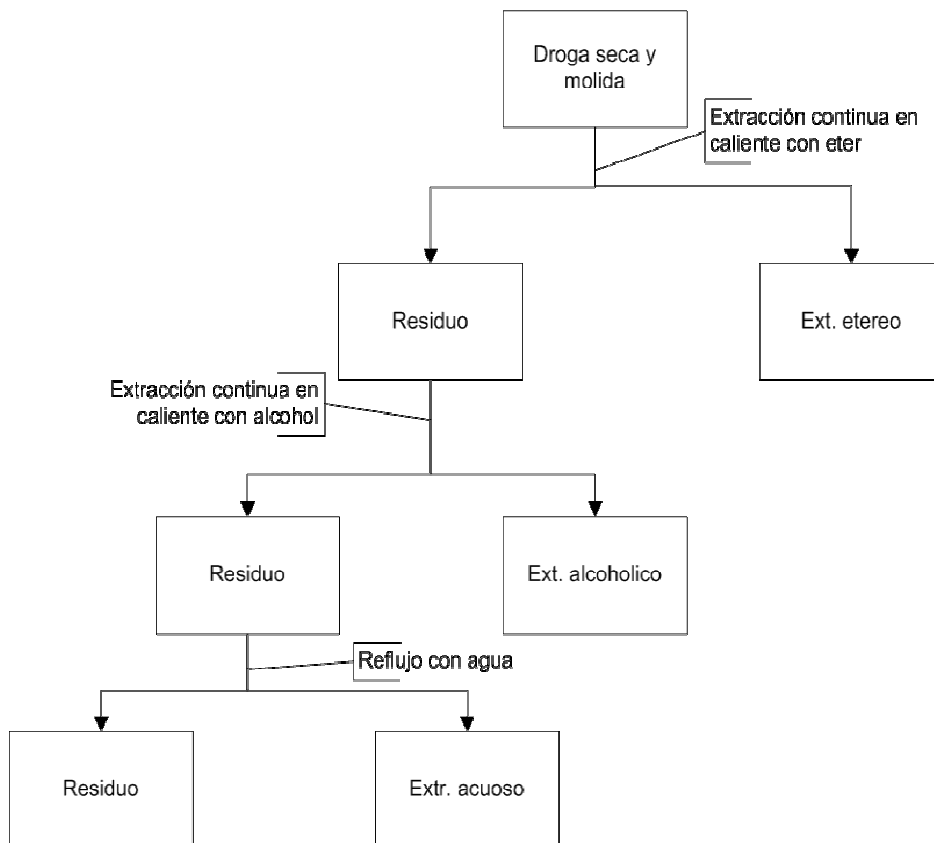 Droga seca y
molida
Extracción continua en
caliente con eter
Residuo
Ext. etereo
Extracción continua en
caliente con alcohol
Residuo
Ext. alcoholico
Reflujo con agua
Residuo
Extr. acuoso